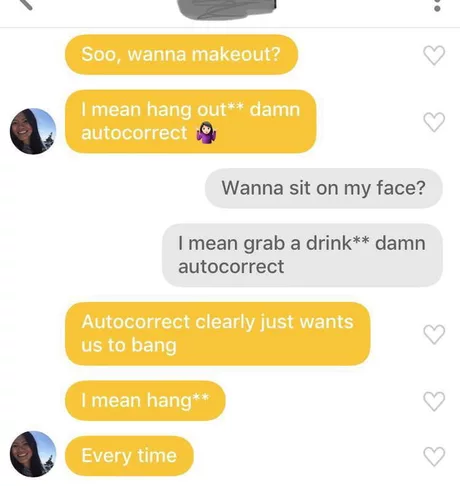 Soo, wanna makeout?
I mean hang out** damn
autocorrect 🤷🏻‍♀️
Wanna sit on my face?
I mean grab a drink** damn
autocorrect
Autocorrect clearly just wants
us to bang
I mean hang**
Every time